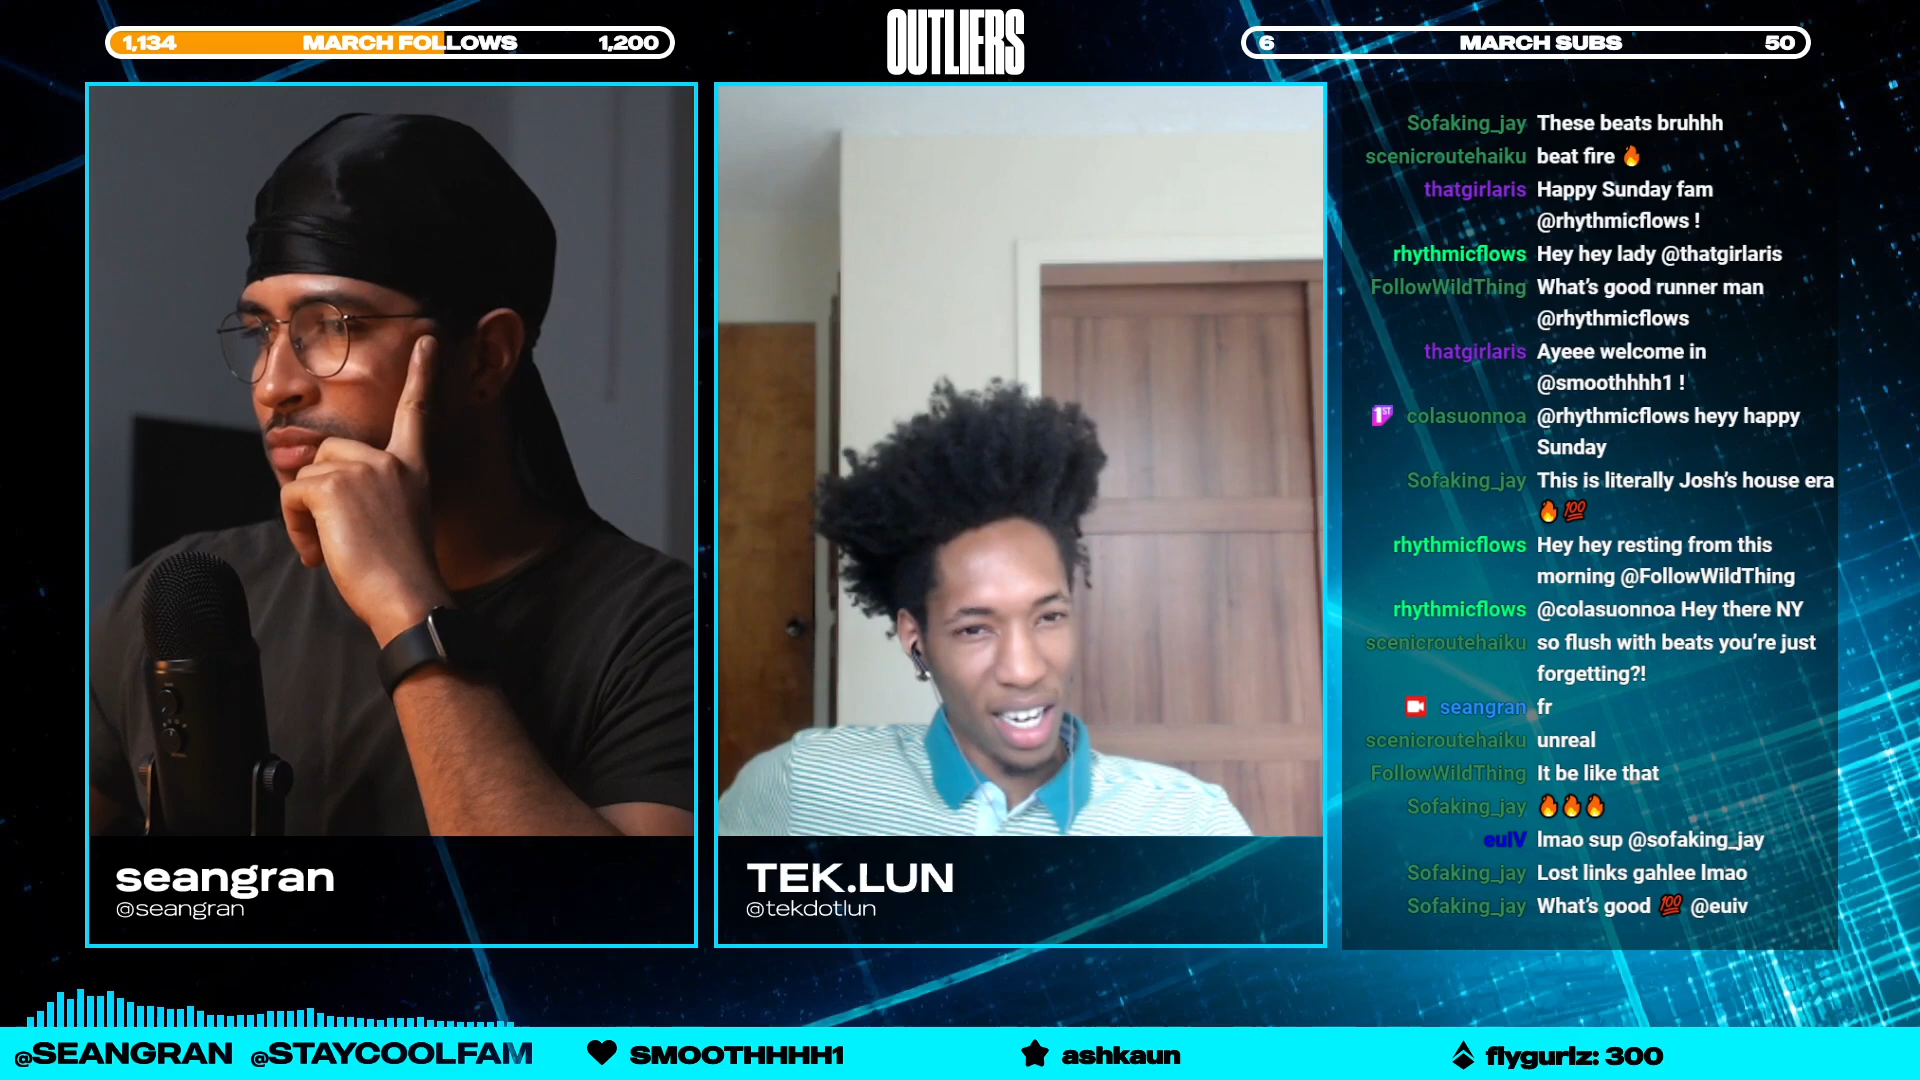 1,134 MARCH FOLLOWS 1,200
OUTLIERS
6 MARCH SUBS 50
seangran
@seangran
TEK.LUN
@tekdotlun
Sofaking_jay These beats bruhhh
scenicroutehaiku beat fire 🔥
thatgirlaris Happy Sunday fam
@rhythmicflows !
rhythmicflows Hey hey lady @thatgirlaris
FollowWildThing What's good runner man
@rhythmicflows
thatgirlaris Ayeee welcome in
@smoothhhh1 !
1ST colasuonnoa @rhythmicflows heyy happy
Sunday
Sofaking_jay This is literally Josh's house era
🔥 💯
rhythmicflows Hey hey resting from this
morning @FollowWildThing
rhythmicflows @colasuonnoa Hey there NY
scenicroutehaiku so flush with beats you're just
forgetting?!
seangran fr
scenicroutehaiku unreal
FollowWildThing It be like that
Sofaking_jay 🔥🔥🔥
euIV lmao sup @sofaking_jay
Sofaking_jay Lost links gahlee lmao
Sofaking_jay What's good 💯 @euiv
@SEANGRAN @STAYCOOLFAM SMOOTHHHH1 ashkaun flygurlz: 300